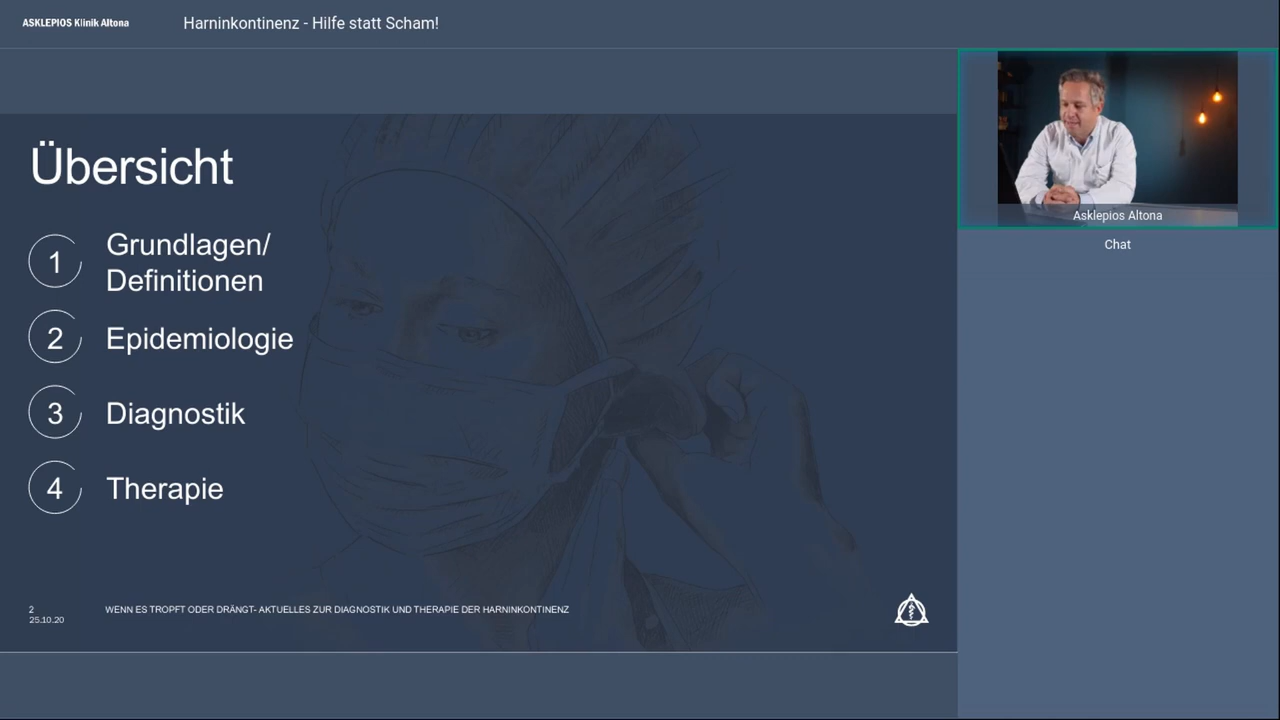 ASKLEPIOS Klinik Altona
Harninkontinenz - Hilfe statt Scham!
Übersicht
1 Grundlagen/
Definitionen
2 Epidemiologie
3 Diagnostik
4 Therapie
2
25.10.20
WENN ES TROPFT ODER DRÄNGT- AKTUELLES ZUR DIAGNOSTIK UND THERAPIE DER HARNINKONTINENZ
Asklepios Altona
Chat